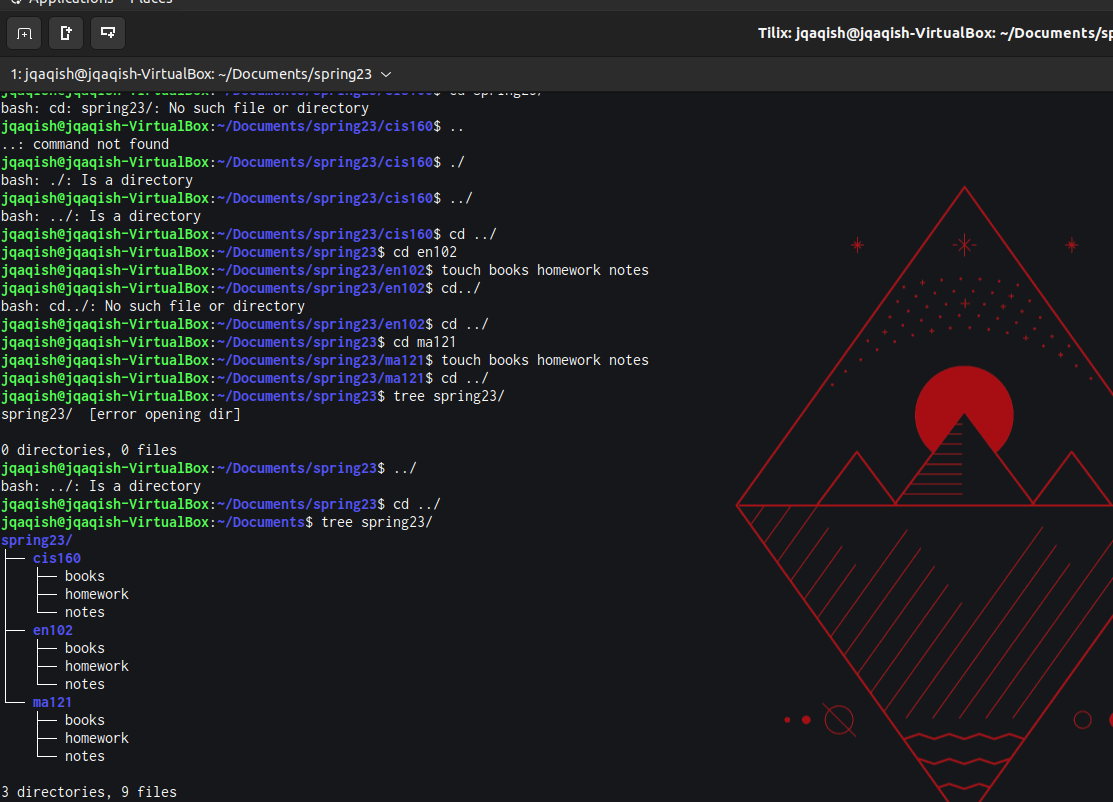 Applications Places
Tilix: jqaqish@jqaqish-VirtualBox: ~/Documents/sp
1: jqaqish@jqaqish-VirtualBox: ~/Documents/spring23
jqaqish@jqaqish-VirtualBox:~/Documents/spring23/cis160$ cd spring23/
bash: cd: spring23/: No such file or directory
jqaqish@jqaqish-VirtualBox:~/Documents/spring23/cis160$ ..
..: command not found
jqaqish@jqaqish-VirtualBox:~/Documents/spring23/cis160$ ./
bash: ./: Is a directory
jqaqish@jqaqish-VirtualBox:~/Documents/spring23/cis160$ ../
bash: ../: Is a directory
jqaqish@jqaqish-VirtualBox:~/Documents/spring23/cis160$ cd ../
jqaqish@jqaqish-VirtualBox:~/Documents/spring23$ cd en102
jqaqish@jqaqish-VirtualBox:~/Documents/spring23/en102$ touch books homework notes
jqaqish@jqaqish-VirtualBox:~/Documents/spring23/en102$ cd../
bash: cd../: No such file or directory
jqaqish@jqaqish-VirtualBox:~/Documents/spring23/en102$ cd ../
jqaqish@jqaqish-VirtualBox:~/Documents/spring23$ cd ma121
jqaqish@jqaqish-VirtualBox:~/Documents/spring23/ma121$ touch books homework notes
jqaqish@jqaqish-VirtualBox:~/Documents/spring23/ma121$ cd ../
jqaqish@jqaqish-VirtualBox:~/Documents/spring23$ tree spring23/
spring23/  [error opening dir]
0 directories, 0 files
jqaqish@jqaqish-VirtualBox:~/Documents/spring23$ ../
bash: ../: Is a directory
jqaqish@jqaqish-VirtualBox:~/Documents/spring23$ cd ../
jqaqish@jqaqish-VirtualBox:~/Documents$ tree spring23/
spring23/
├── cis160
│   ├── books
│   ├── homework
│   └── notes
├── en102
│   ├── books
│   ├── homework
│   └── notes
└── ma121
    ├── books
    ├── homework
    └── notes
3 directories, 9 files